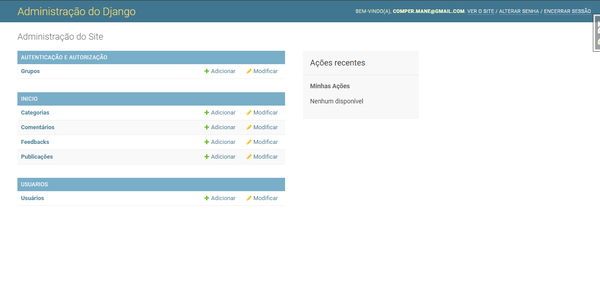 Administração do Django
BEM-VINDO(A), COMPER.MANE@GMAIL.COM. VER O SITE / ALTERAR SENHA / ENCERRAR SESSÃO
Administração do Site
AUTENTICAÇÃO E AUTORIZAÇÃO
Grupos Adicionar Modificar
INICIO
Categorias Adicionar Modificar
Comentários Adicionar Modificar
Feedbacks Adicionar Modificar
Publicações Adicionar Modificar
USUARIOS
Usuários Adicionar Modificar
Ações recentes
Minhas Ações
Nenhum disponível